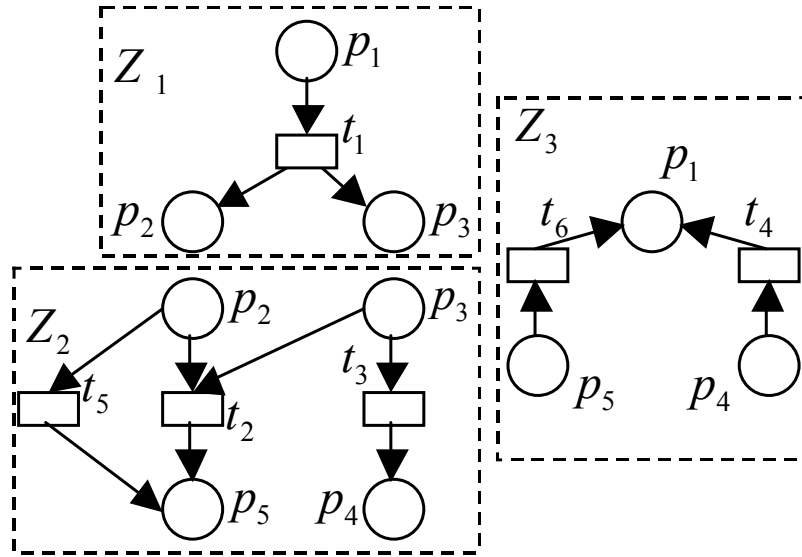 Z₁
p₁
t₁
p₂
p₃
Z₂
p₂
p₃
t₅
t₂
t₃
p₅
p₄
Z₃
p₁
t₆
t₄
p₅
p₄